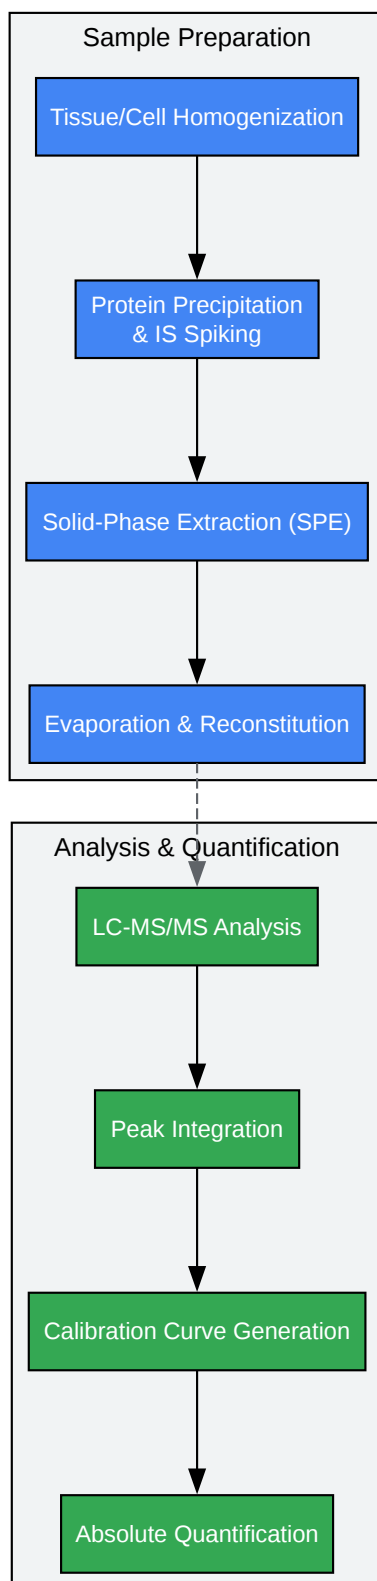 Sample Preparation
Tissue/Cell Homogenization
Protein Precipitation
& IS Spiking
Solid-Phase Extraction (SPE)
Evaporation & Reconstitution
Analysis & Quantification
LC-MS/MS Analysis
Peak Integration
Calibration Curve Generation
Absolute Quantification